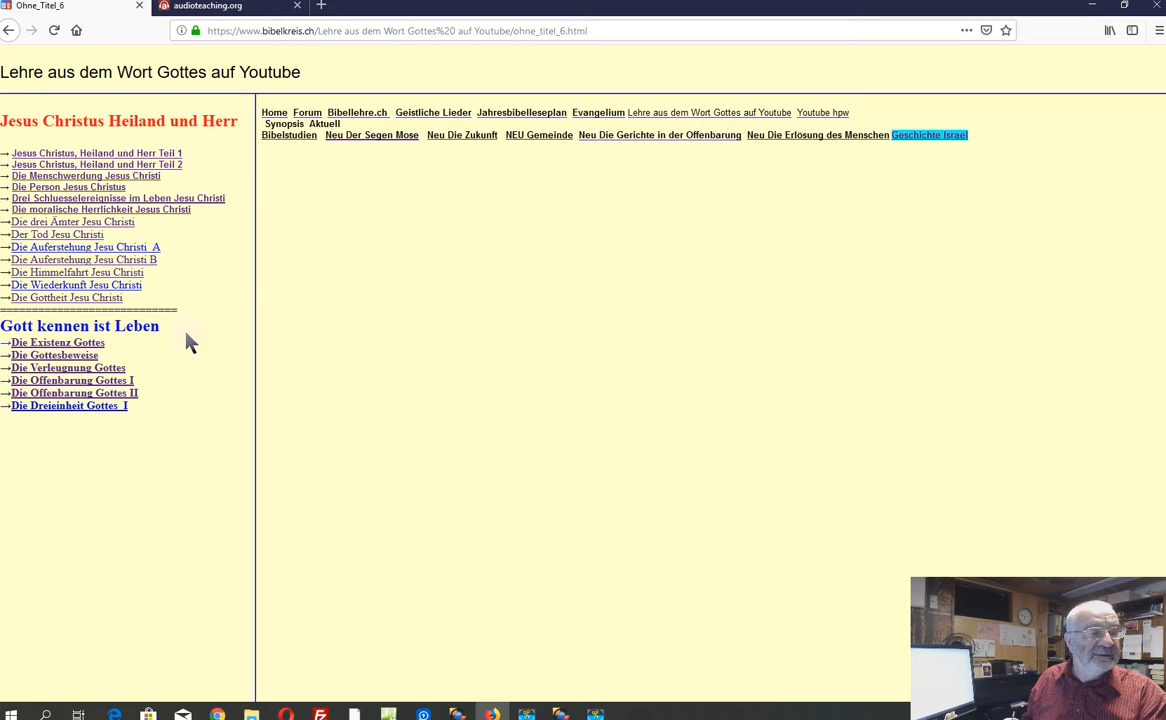 Ohne_Titel_6
audioteaching.org
https://www.bibelkreis.ch/Lehre aus dem Wort Gottes%20 auf Youtube/ohne_titel_6.html
Lehre aus dem Wort Gottes auf Youtube
Jesus Christus Heiland und Herr
→ Jesus Christus, Heiland und Herr Teil 1
→ Jesus Christus, Heiland und Herr Teil 2
→ Die Menschwerdung Jesus Christi
→ Die Person Jesus Christus
→ Drei Schluesselereignisse im Leben Jesu Christi
→ Die moralische Herrlichkeit Jesus Christi
→Die drei Ämter Jesu Christi
→Der Tod Jesu Christi
→Die Auferstehung Jesu Christi A
→Die Auferstehung Jesu Christi B
→Die Himmelfahrt Jesu Christi
→Die Wiederkunft Jesu Christi
→Die Gottheit Jesu Christi
============================
Gott kennen ist Leben
→Die Existenz Gottes
→Die Gottesbeweise
→Die Verleugnung Gottes
→Die Offenbarung Gottes I
→Die Offenbarung Gottes II
→Die Dreieinheit Gottes I
Home Forum Bibellehre.ch Geistliche Lieder Jahresbibelleseplan Evangelium Lehre aus dem Wort Gottes auf Youtube Youtube hpw
Synopsis Aktuell
Bibelstudien Neu Der Segen Mose Neu Die Zukunft NEU Gemeinde Neu Die Gerichte in der Offenbarung Neu Die Erlösung des Menschen Geschichte Israel